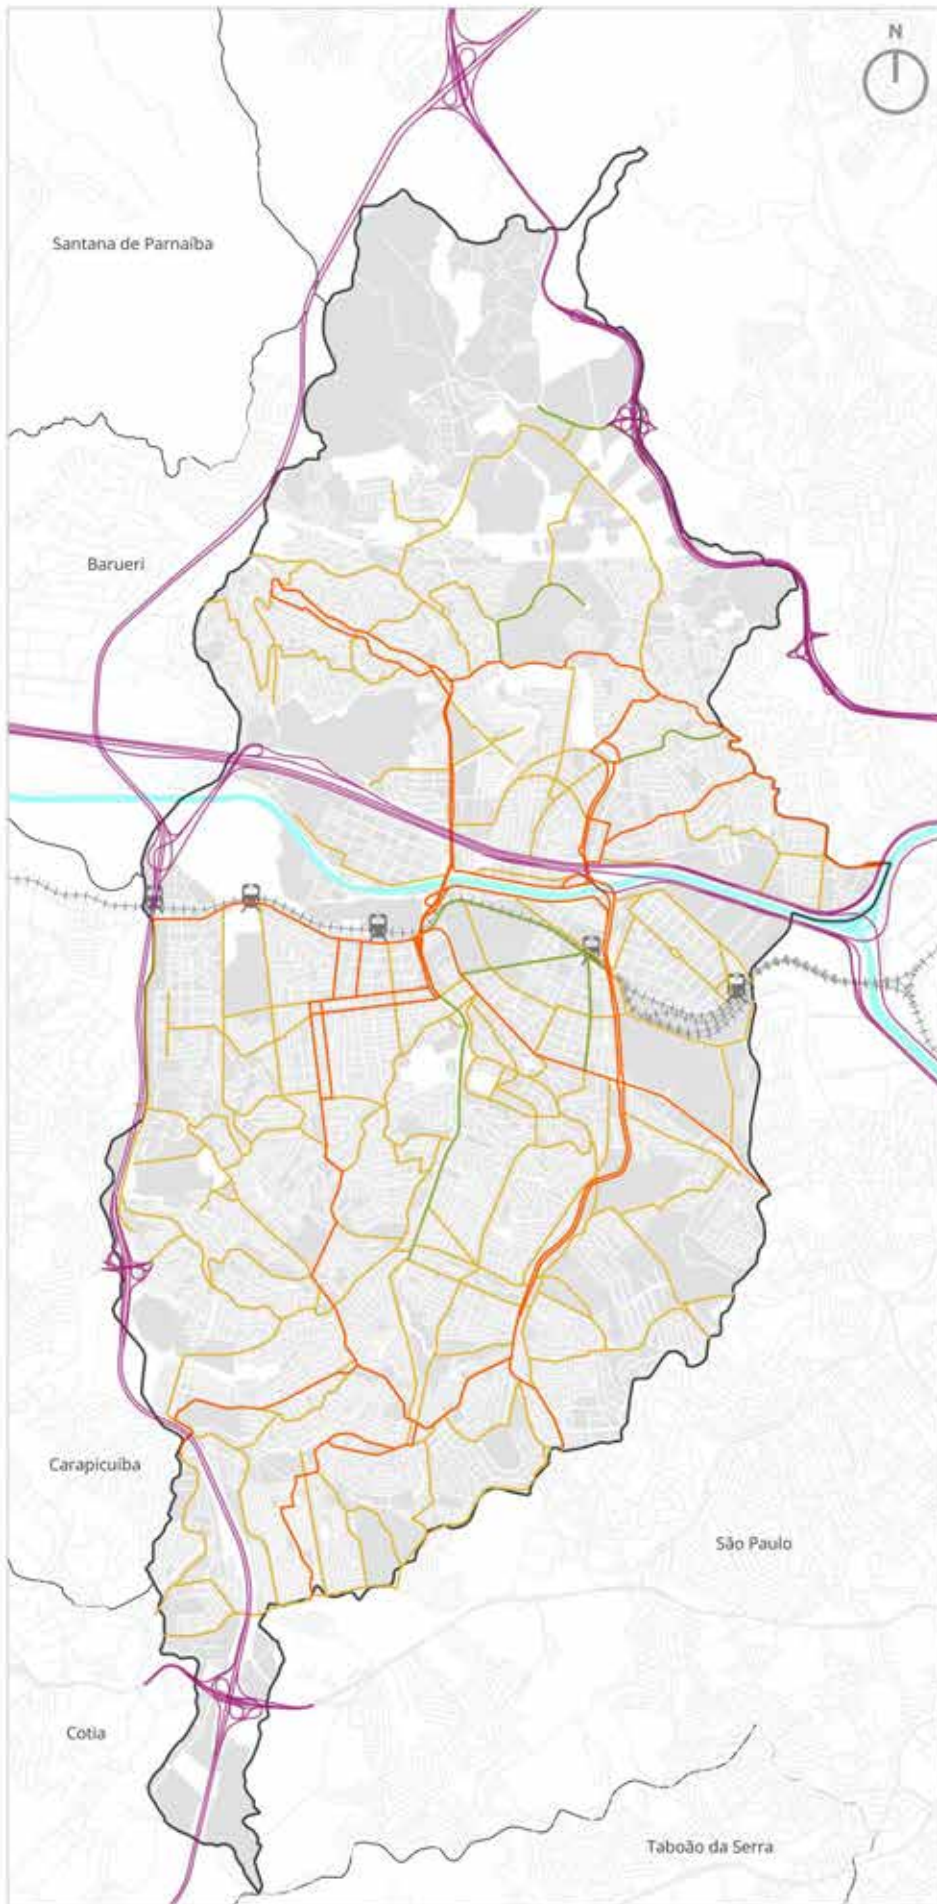 N
Santana de Parnaíba
Barueri
Carapicuíba
São Paulo
Cotia
Taboão da Serra